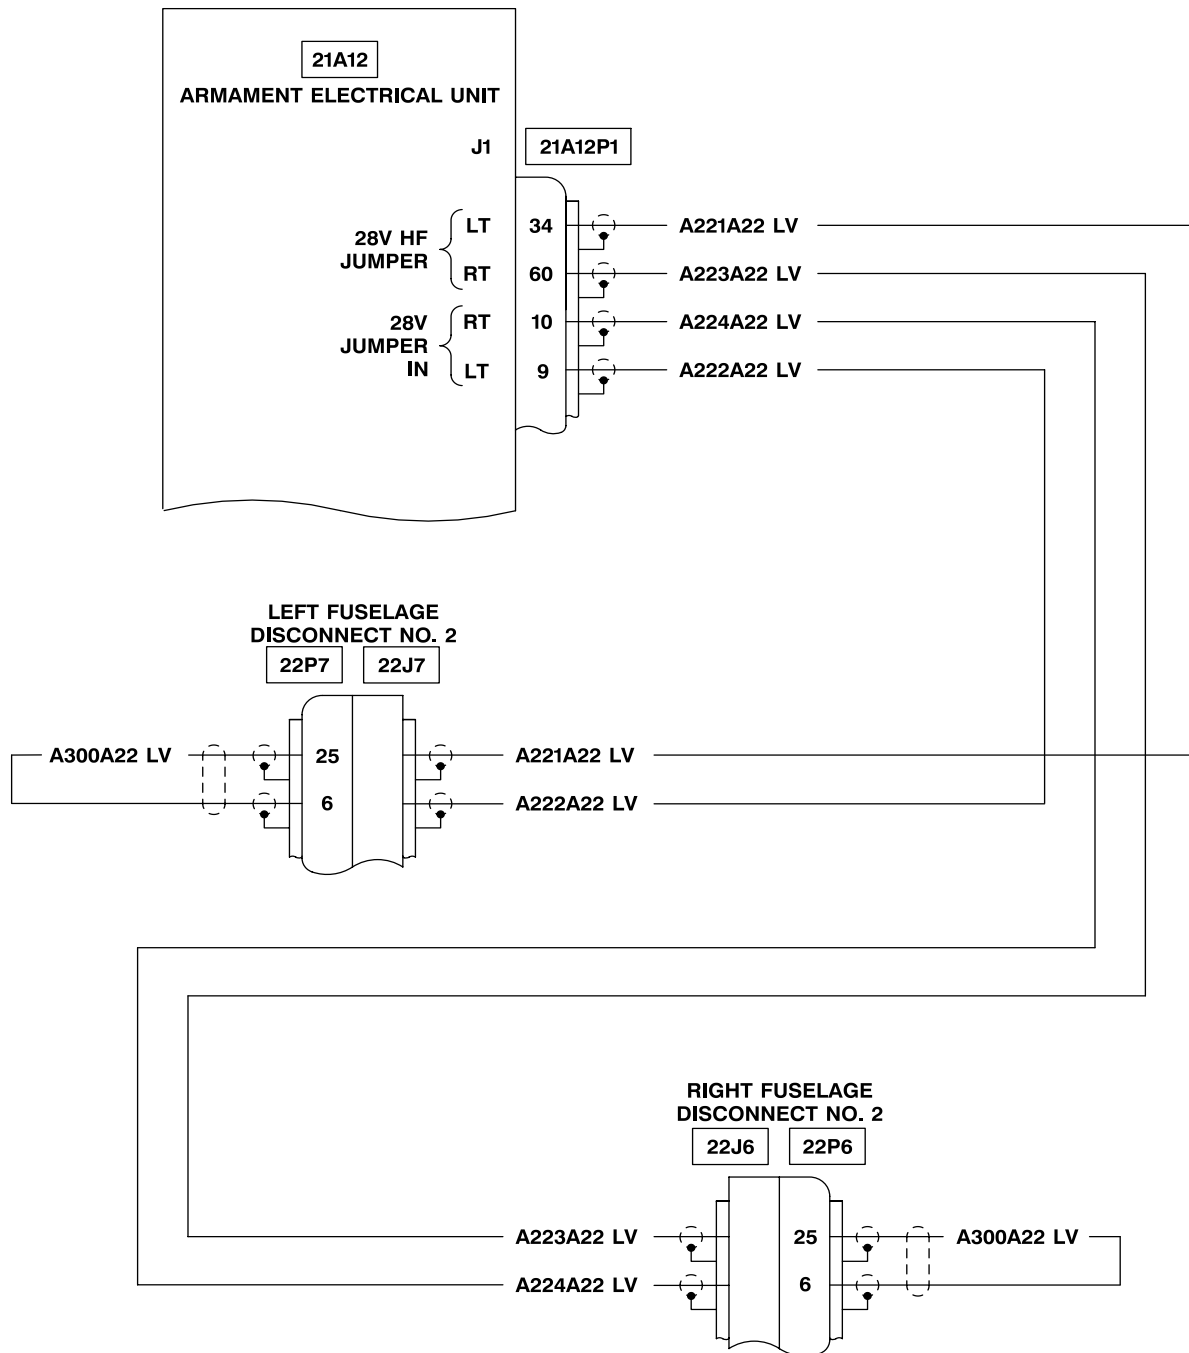 21A12
ARMAMENT ELECTRICAL UNIT
J1
21A12P1
28V HF
JUMPER
LT
34
A221A22 LV
RT
60
A223A22 LV
28V
JUMPER
IN
RT
10
A224A22 LV
LT
9
A222A22 LV
LEFT FUSELAGE
DISCONNECT NO. 2
22P7
22J7
A300A22 LV
25
A221A22 LV
6
A222A22 LV
RIGHT FUSELAGE
DISCONNECT NO. 2
22J6
22P6
A223A22 LV
25
A300A22 LV
A224A22 LV
6